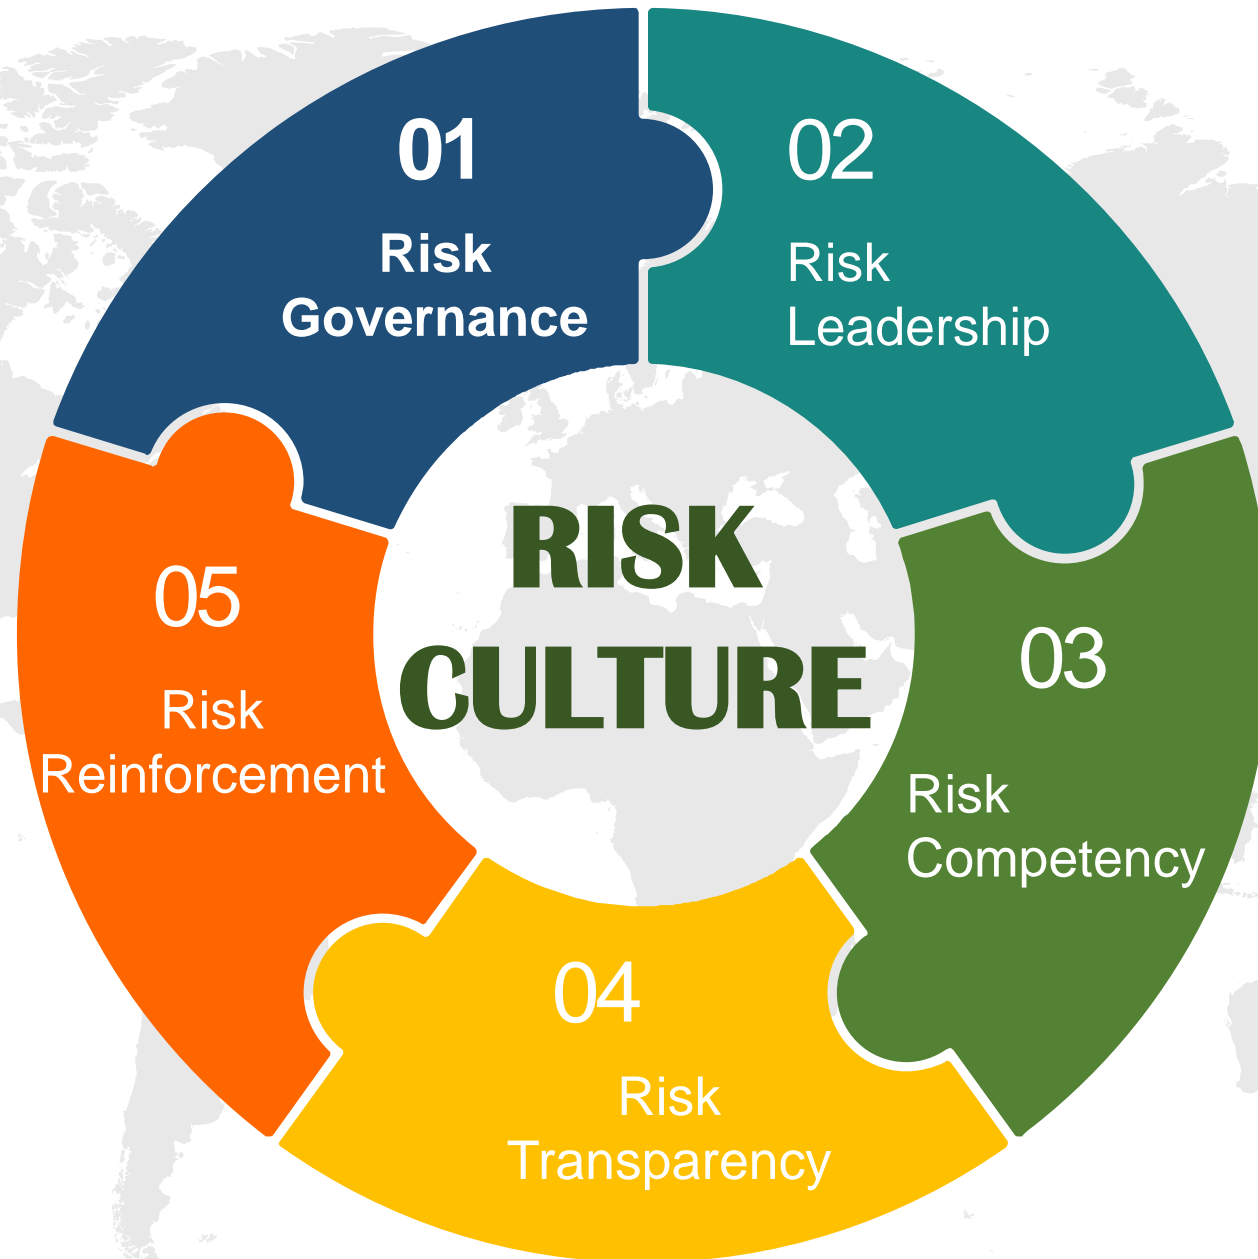 01
Risk
Governance
02
Risk
Leadership
03
Risk
Competency
04
Risk
Transparency
05
Risk
Reinforcement
RISK
CULTURE